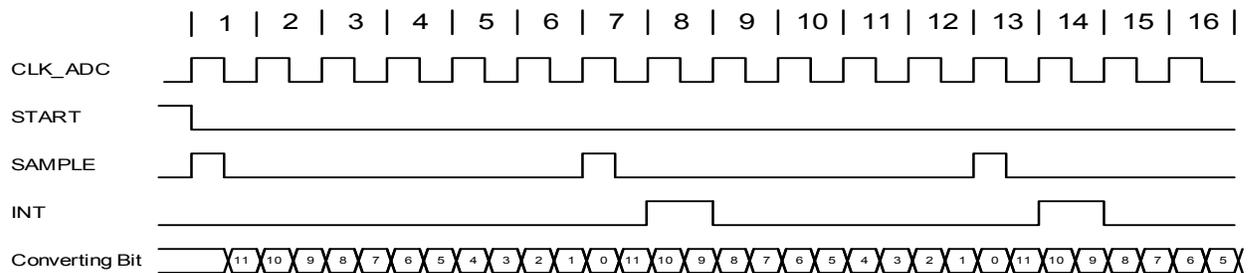 1 2 3 4 5 6 7 8 9 10 11 12 13 14 15 16
CLK_ADC
START
SAMPLE
INT
Converting Bit 11 10 9 8 7 6 5 4 3 2 1 0 11 10 9 8 7 6 5 4 3 2 1 0 11 10 9 8 7 6 5